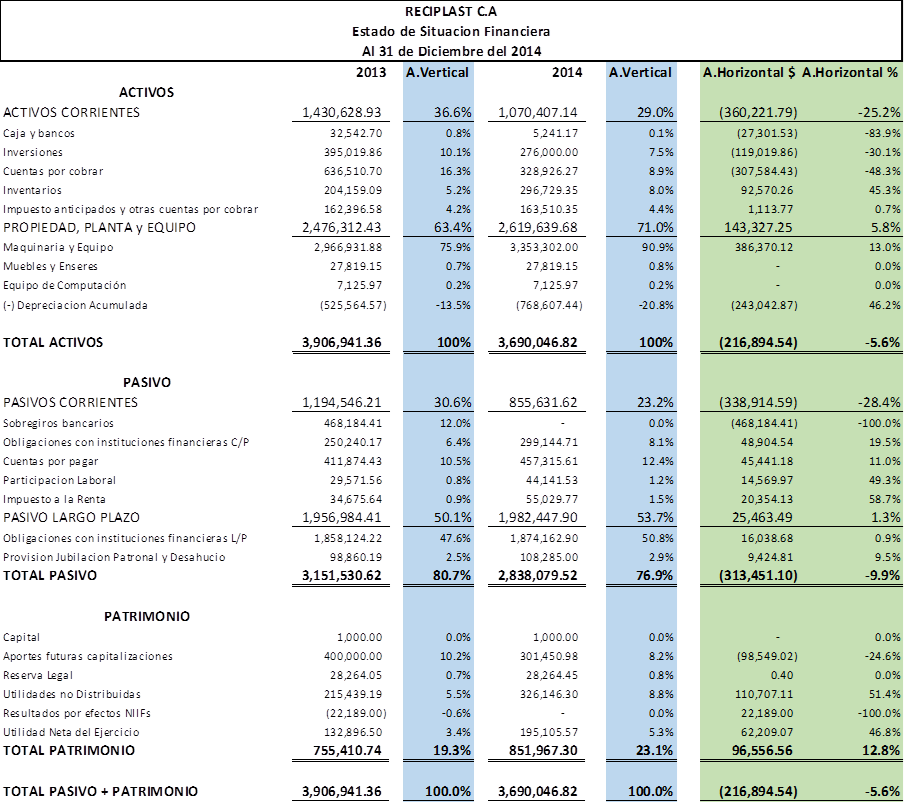 RECIPLAST C.A
Estado de Situacion Financiera
Al 31 de Diciembre del 2014
2013 A.Vertical 2014 A.Vertical A.Horizontal $ A.Horizontal %
ACTIVOS
ACTIVOS CORRIENTES 1,430,628.93 36.6% 1,070,407.14 29.0% (360,221.79) -25.2%
Caja y bancos 32,542.70 0.8% 5,241.17 0.1% (27,301.53) -83.9%
Inversiones 395,019.86 10.1% 276,000.00 7.5% (119,019.86) -30.1%
Cuentas por cobrar 636,510.70 16.3% 328,926.27 8.9% (307,584.43) -48.3%
Inventarios 204,159.09 5.2% 296,729.35 8.0% 92,570.26 45.3%
Impuesto anticipados y otras cuentas por cobrar 162,396.58 4.2% 163,510.35 4.4% 1,113.77 0.7%
PROPIEDAD, PLANTA y EQUIPO 2,476,312.43 63.4% 2,619,639.68 71.0% 143,327.25 5.8%
Maquinaria y Equipo 2,966,931.88 75.9% 3,353,302.00 90.9% 386,370.12 13.0%
Muebles y Enseres 27,819.15 0.7% 27,819.15 0.8% - 0.0%
Equipo de Computación 7,125.97 0.2% 7,125.97 0.2% - 0.0%
(-) Depreciacion Acumulada (525,564.57) -13.5% (768,607.44) -20.8% (243,042.87) 46.2%
TOTAL ACTIVOS 3,906,941.36 100% 3,690,046.82 100% (216,894.54) -5.6%
PASIVO
PASIVOS CORRIENTES 1,194,546.21 30.6% 855,631.62 23.2% (338,914.59) -28.4%
Sobregiros bancarios 468,184.41 12.0% - 0.0% (468,184.41) -100.0%
Obligaciones con instituciones financieras C/P 250,240.17 6.4% 299,144.71 8.1% 48,904.54 19.5%
Cuentas por pagar 411,874.43 10.5% 457,315.61 12.4% 45,441.18 11.0%
Participacion Laboral 29,571.56 0.8% 44,141.53 1.2% 14,569.97 49.3%
Impuesto a la Renta 34,675.64 0.9% 55,029.77 1.5% 20,354.13 58.7%
PASIVO LARGO PLAZO 1,956,984.41 50.1% 1,982,447.90 53.7% 25,463.49 1.3%
Obligaciones con instituciones financieras L/P 1,858,124.22 47.6% 1,874,162.90 50.8% 16,038.68 0.9%
Provision Jubilacion Patronal y Desahucio 98,860.19 2.5% 108,285.00 2.9% 9,424.81 9.5%
TOTAL PASIVO 3,151,530.62 80.7% 2,838,079.52 76.9% (313,451.10) -9.9%
PATRIMONIO
Capital 1,000.00 0.0% 1,000.00 0.0% - 0.0%
Aportes futuras capitalizaciones 400,000.00 10.2% 301,450.98 8.2% (98,549.02) -24.6%
Reserva Legal 28,264.05 0.7% 28,264.45 0.8% 0.40 0.0%
Utilidades no Distribuidas 215,439.19 5.5% 326,146.30 8.8% 110,707.11 51.4%
Resultados por efectos NIIFs (22,189.00) -0.6% - 0.0% 22,189.00 -100.0%
Utilidad Neta del Ejercicio 132,896.50 3.4% 195,105.57 5.3% 62,209.07 46.8%
TOTAL PATRIMONIO 755,410.74 19.3% 851,967.30 23.1% 96,556.56 12.8%
TOTAL PASIVO + PATRIMONIO 3,906,941.36 100.0% 3,690,046.82 100.0% (216,894.54) -5.6%